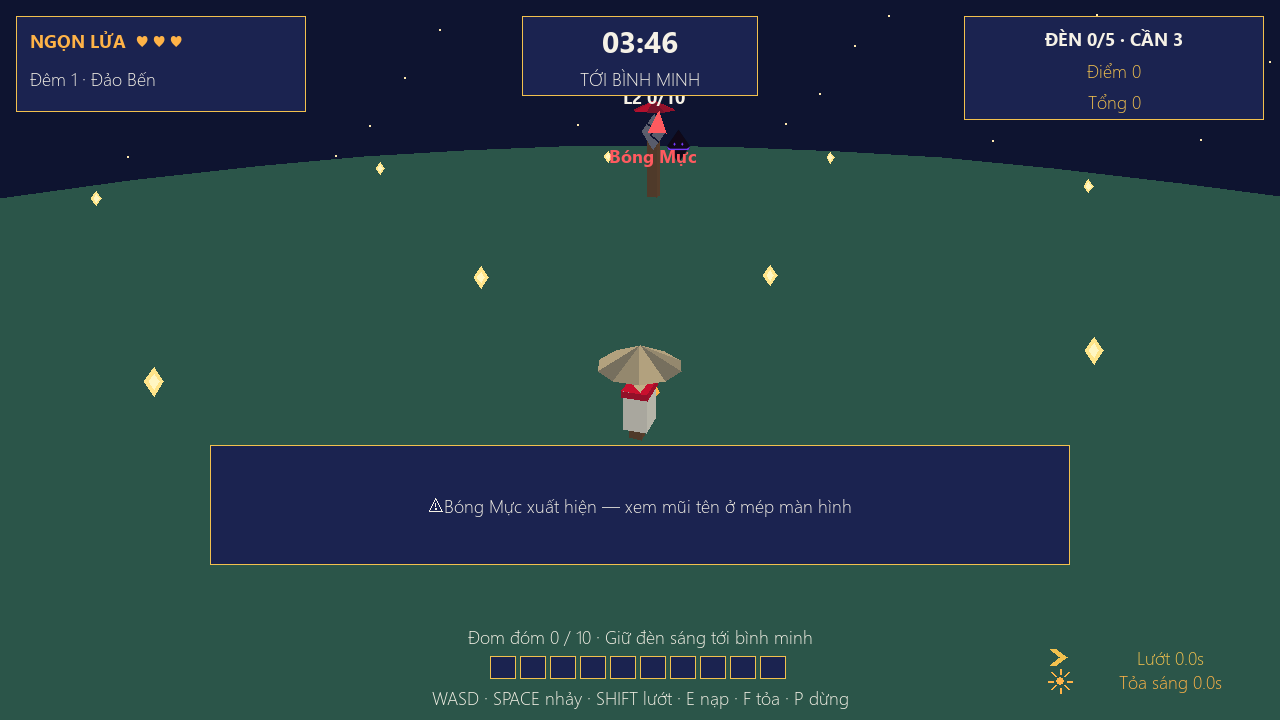 NGỌN LỬA ♥ ♥ ♥
Đêm 1 · Đảo Bến
03:46
TỚI BÌNH MINH
ĐÈN 0/5 · CẦN 3
Điểm 0
Tổng 0
L2 0/10
Bóng Mực
⚠Bóng Mực xuất hiện — xem mũi tên ở mép màn hình
Đom đóm 0 / 10 · Giữ đèn sáng tới bình minh
WASD · SPACE nhảy · SHIFT lướt · E nạp · F tỏa · P dừng
Lướt 0.0s
Tỏa sáng 0.0s